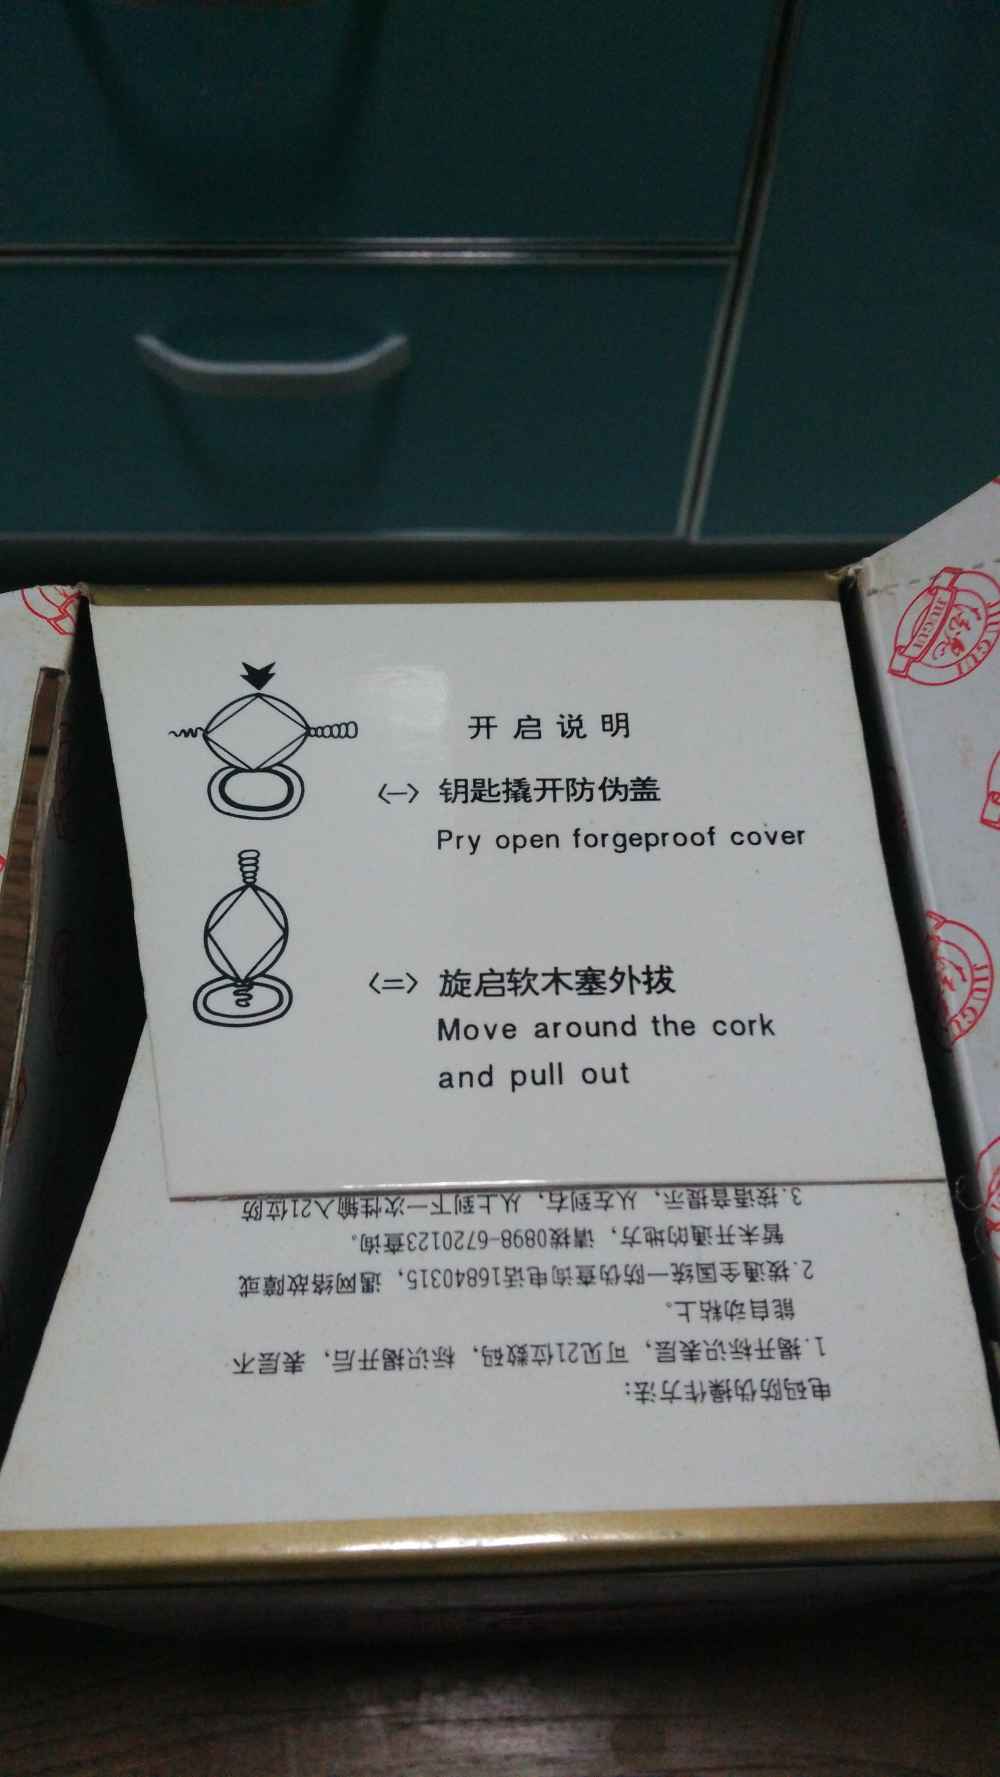 开启说明
〈一〉钥匙撬开防伪盖
Pry open forgeproof cover
〈二〉旋启软木塞外拔
Move around the cork
and pull out
电码防伪操作方法:
1.揭开标识表层,可见21位数码,标识揭开后,表层不
能自动粘上。
2.拨通全国统一防伪查询电话16840315,遇网络故障或
暂未开通的地方,请拨0898-6720123查询。
3.按语音提示,从左到右,从上到下一次性输入21位防
JIUGUI
JIUGUI
JIUGUI